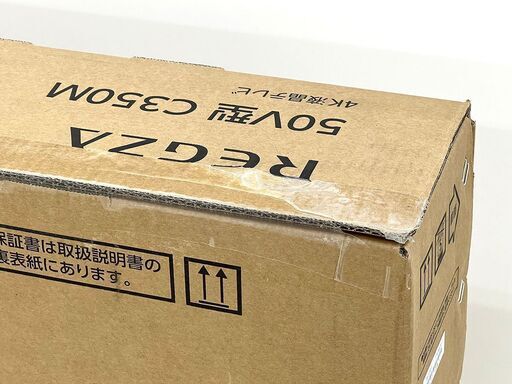 REGZA
50V型 C350M
4K液晶テレビ
保証書は取扱説明書の
裏表紙にあります。